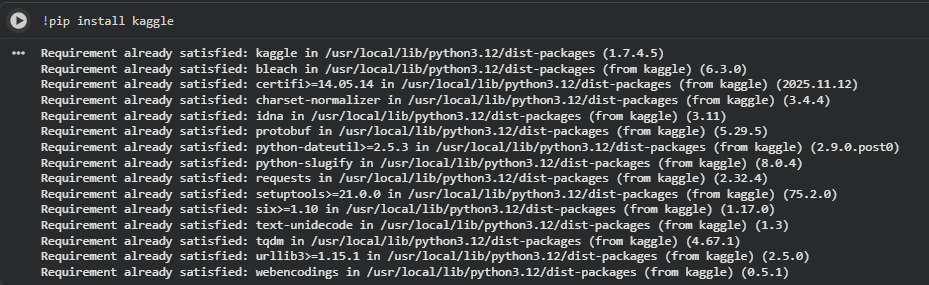 !pip install kaggle
Requirement already satisfied: kaggle in /usr/local/lib/python3.12/dist-packages (1.7.4.5)
Requirement already satisfied: bleach in /usr/local/lib/python3.12/dist-packages (from kaggle) (6.3.0)
Requirement already satisfied: certifi>=14.05.14 in /usr/local/lib/python3.12/dist-packages (from kaggle) (2025.11.12)
Requirement already satisfied: charset-normalizer in /usr/local/lib/python3.12/dist-packages (from kaggle) (3.4.4)
Requirement already satisfied: idna in /usr/local/lib/python3.12/dist-packages (from kaggle) (3.11)
Requirement already satisfied: protobuf in /usr/local/lib/python3.12/dist-packages (from kaggle) (5.29.5)
Requirement already satisfied: python-dateutil>=2.5.3 in /usr/local/lib/python3.12/dist-packages (from kaggle) (2.9.0.post0)
Requirement already satisfied: python-slugify in /usr/local/lib/python3.12/dist-packages (from kaggle) (8.0.4)
Requirement already satisfied: requests in /usr/local/lib/python3.12/dist-packages (from kaggle) (2.32.4)
Requirement already satisfied: setuptools>=21.0.0 in /usr/local/lib/python3.12/dist-packages (from kaggle) (75.2.0)
Requirement already satisfied: six>=1.10 in /usr/local/lib/python3.12/dist-packages (from kaggle) (1.17.0)
Requirement already satisfied: text-unidecode in /usr/local/lib/python3.12/dist-packages (from kaggle) (1.3)
Requirement already satisfied: tqdm in /usr/local/lib/python3.12/dist-packages (from kaggle) (4.67.1)
Requirement already satisfied: urllib3>=1.15.1 in /usr/local/lib/python3.12/dist-packages (from kaggle) (2.5.0)
Requirement already satisfied: webencodings in /usr/local/lib/python3.12/dist-packages (from kaggle) (0.5.1)